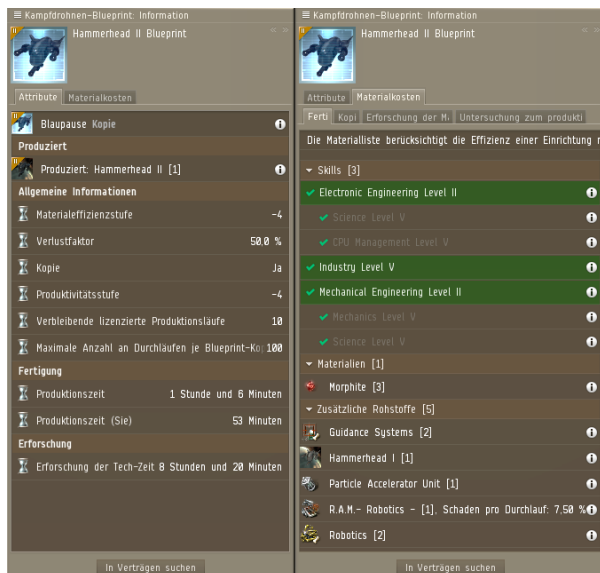 Kampfdrohnen-Blueprint: Information
Hammerhead II Blueprint
Attribute Materialkosten
Blaupause Kopie
Produziert
Produziert: Hammerhead II [1]
Allgemeine Informationen
Materialeffizienzstufe -4
Verlustfaktor 50,0 %
Kopie Ja
Produktivitätsstufe -4
Verbleibende lizenzierte Produktionsläufe 10
Maximale Anzahl an Durchläufen je Blueprint-Ko 100
Fertigung
Produktionszeit 1 Stunde und 6 Minuten
Produktionszeit (Sie) 53 Minuten
Erforschung
Erforschung der Tech-Zeit 8 Stunden und 20 Minuten
In Verträgen suchen
Kampfdrohnen-Blueprint: Information
Hammerhead II Blueprint
Attribute Materialkosten
Ferti Kopi Erforschung der M Untersuchung zum produkti
Die Materialliste berücksichtigt die Effizienz einer Einrichtung
Skills [3]
Electronic Engineering Level II
Science Level V
CPU Management Level V
Industry Level V
Mechanical Engineering Level II
Mechanics Level V
Science Level V
Materialien [1]
Morphite [3]
Zusätzliche Rohstoffe [5]
Guidance Systems [2]
Hammerhead I [1]
Particle Accelerator Unit [1]
R.A.M.- Robotics - [1], Schaden pro Durchlauf: 7,50 %
Robotics [2]
In Verträgen suchen